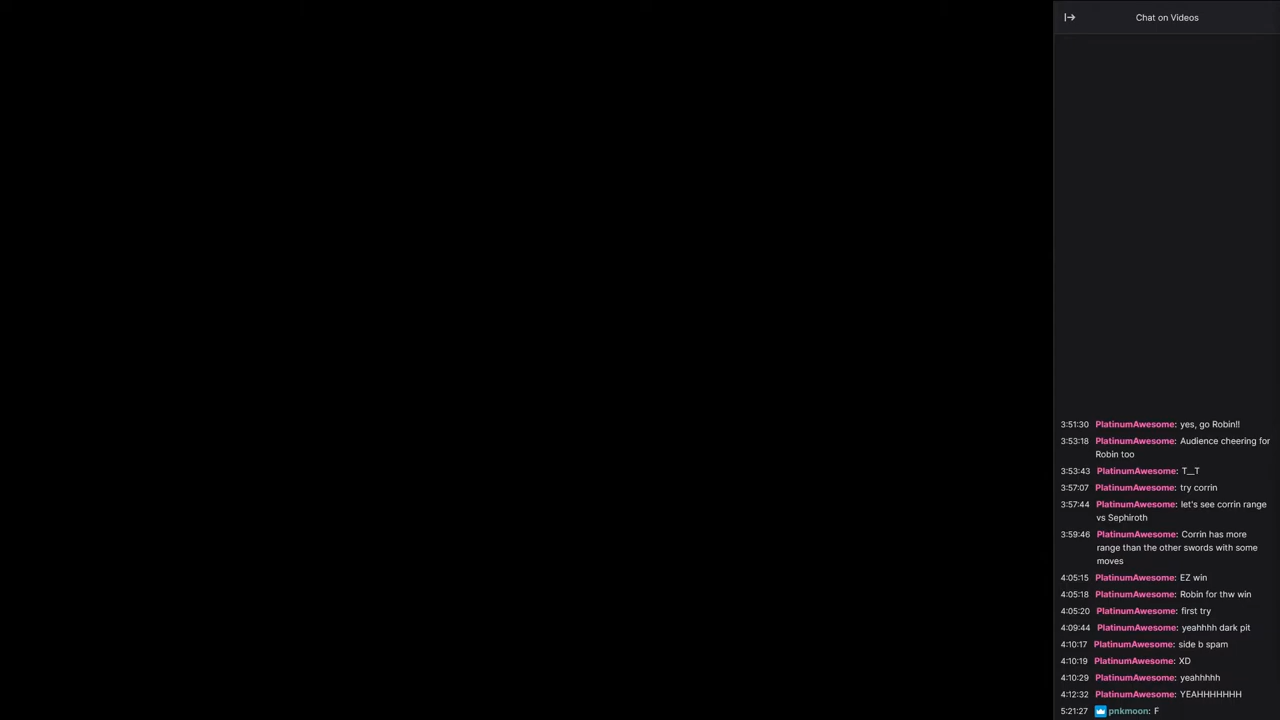 Chat on Videos
3:51:30 PlatinumAwesome: yes, go Robin!!
3:53:18 PlatinumAwesome: Audience cheering for
Robin too
3:53:43 PlatinumAwesome: T__T
3:57:07 PlatinumAwesome: try corrin
3:57:44 PlatinumAwesome: let's see corrin range
vs Sephiroth
3:59:46 PlatinumAwesome: Corrin has more
range than the other swords with some
moves
4:05:15 PlatinumAwesome: EZ win
4:05:18 PlatinumAwesome: Robin for thw win
4:05:20 PlatinumAwesome: first try
4:09:44 PlatinumAwesome: yeahhhh dark pit
4:10:17 PlatinumAwesome: side b spam
4:10:19 PlatinumAwesome: XD
4:10:29 PlatinumAwesome: yeahhhhh
4:12:32 PlatinumAwesome: YEAHHHHHHH
5:21:27 pnkmoon: F